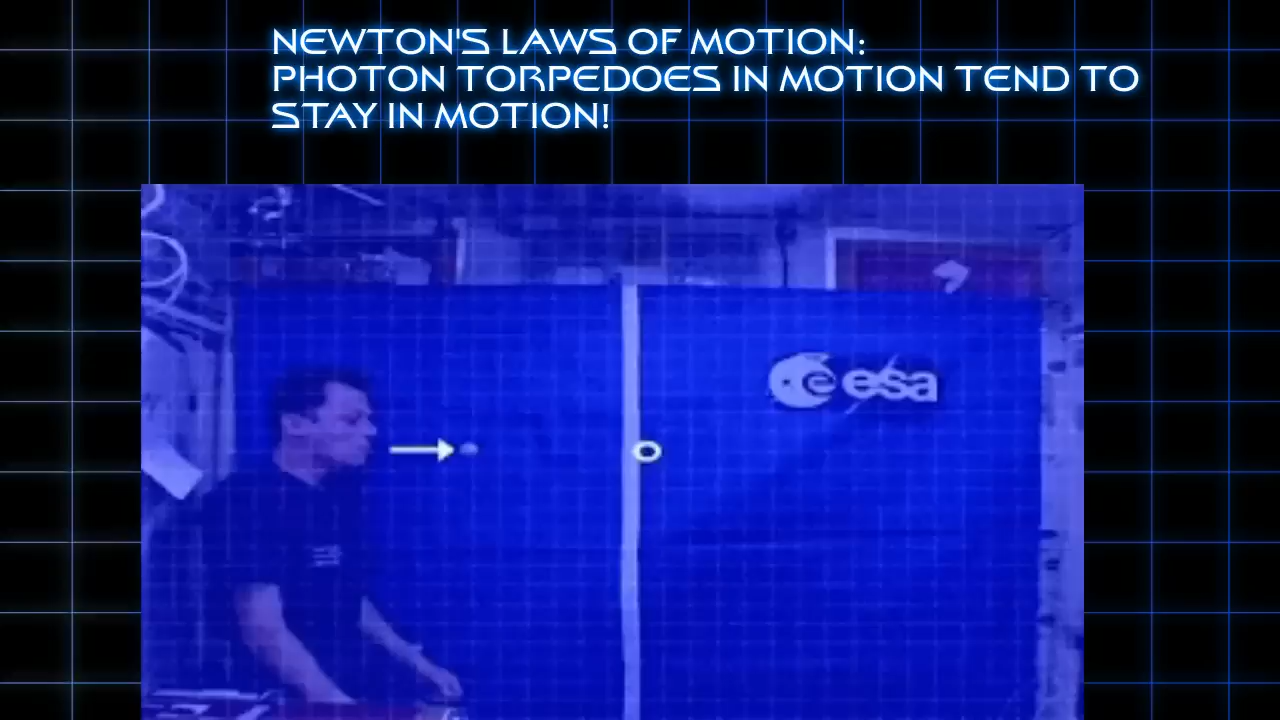 NEWTON'S LAWS OF MOTION:
PHOTON TORPEDOES IN MOTION TEND TO
STAY IN MOTION!
esa